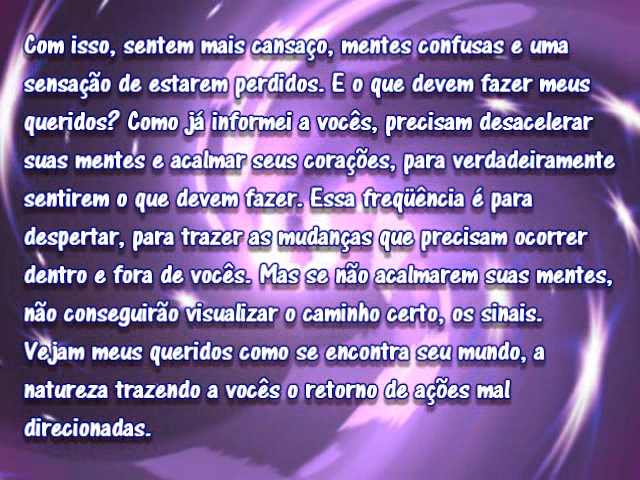 Com isso, sentem mais cansaço, mentes confusas e uma
sensação de estarem perdidos. E o que devem fazer meus
queridos? Como já informei a vocês, precisam desacelerar
suas mentes e acalmar seus corações, para verdadeiramente
sentirem o que devem fazer. Essa freqüência é para
despertar, para trazer as mudanças que precisam ocorrer
dentro e fora de vocês. Mas se não acalmarem suas mentes,
não conseguirão visualizar o caminho certo, os sinais.
Vejam meus queridos como se encontra seu mundo, a
natureza trazendo a vocês o retorno de ações mal
direcionadas.